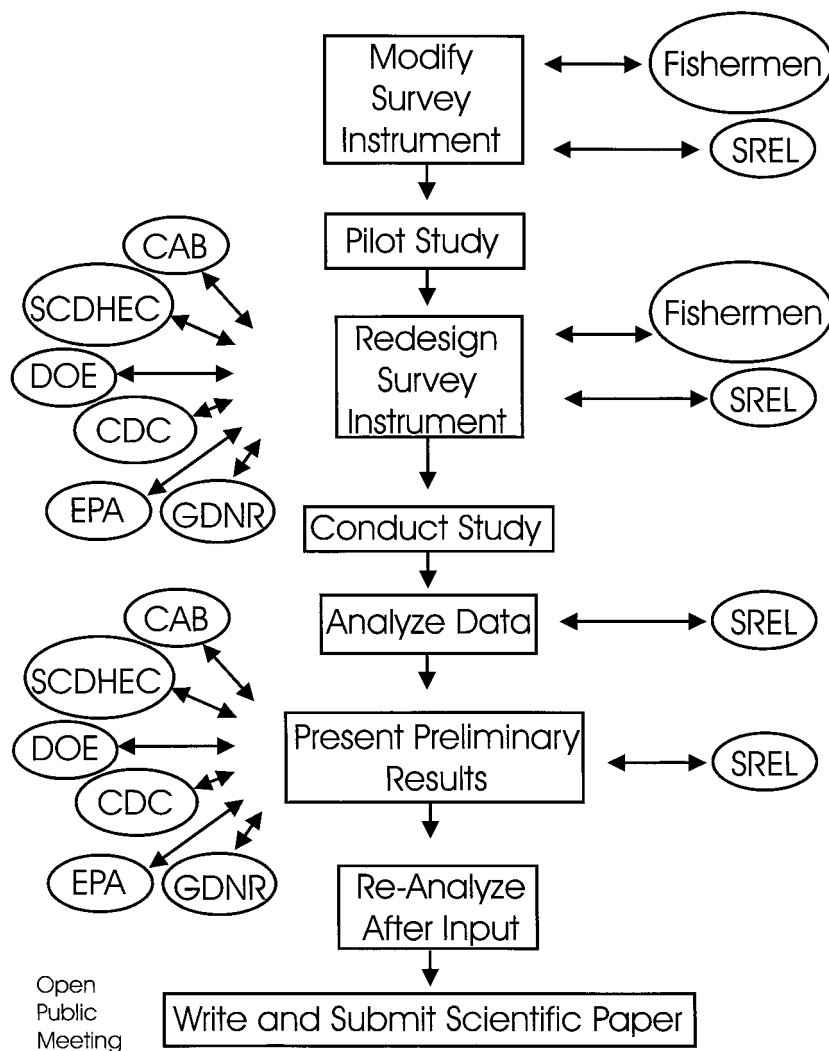 Modify
Survey
Instrument
Fishermen
SREL
Pilot Study
CAB
SCDHEC
DOE
CDC
EPA
GDNR
Redesign
Survey
Instrument
Fishermen
SREL
Conduct Study
Analyze Data
SREL
CAB
SCDHEC
DOE
CDC
EPA
GDNR
Present Preliminary
Results
SREL
Re-Analyze
After Input
Open
Public
Meeting
Write and Submit Scientific Paper